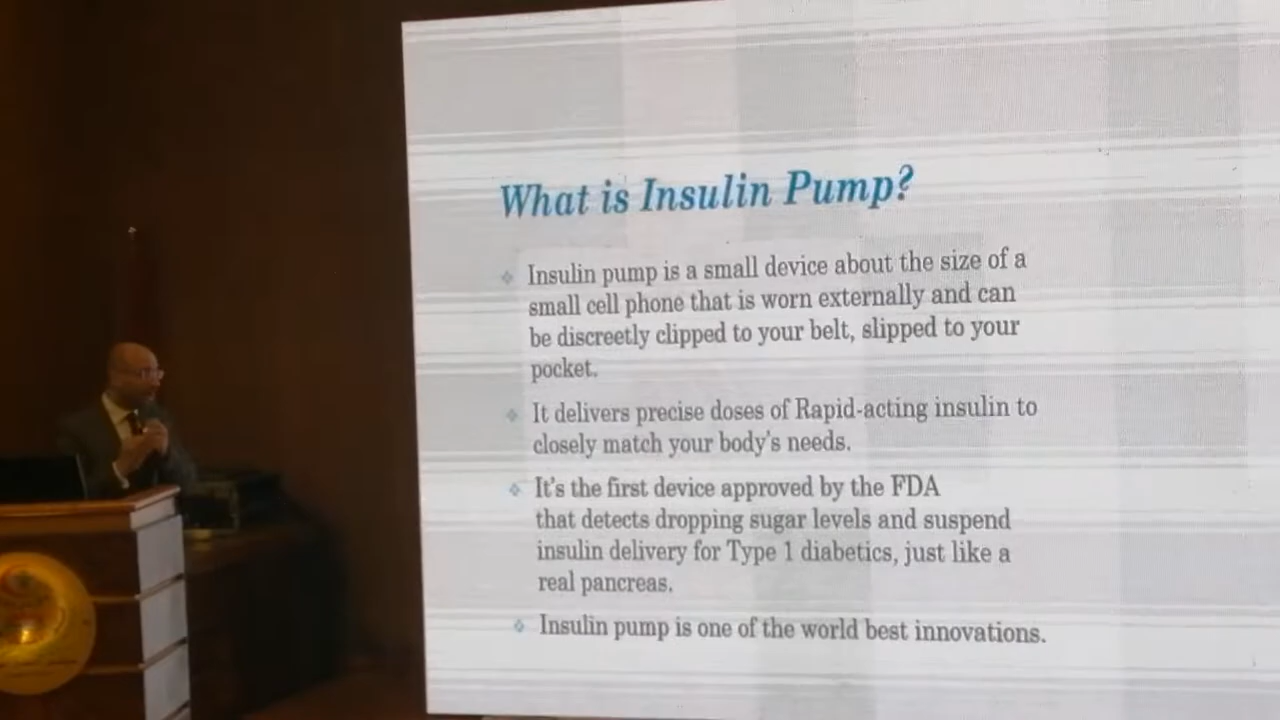 What is Insulin Pump?
Insulin pump is a small device about the size of a
small cell phone that is worn externally and can
be discreetly clipped to your belt, slipped to your
pocket.
It delivers precise doses of Rapid-acting insulin to
closely match your body's needs.
It's the first device approved by the FDA
that detects dropping sugar levels and suspend
insulin delivery for Type 1 diabetics, just like a
real pancreas.
Insulin pump is one of the world best innovations.